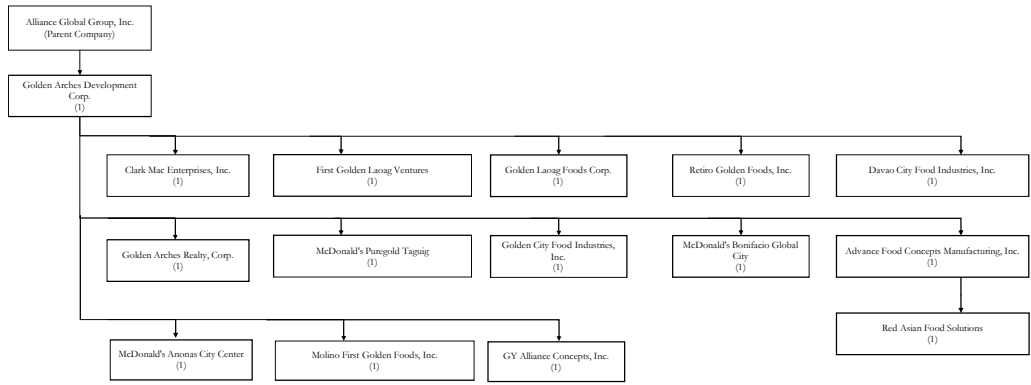 Alliance Global Group, Inc.
(Parent Company)
Golden Arches Development
Corp.
(1)
Clark Mac Enterprises, Inc.
(1)
First Golden Laoag Ventures
(1)
Golden Laoag Foods Corp.
(1)
Retiro Golden Foods, Inc.
(1)
Davao City Food Industries, Inc.
(1)
Golden Arches Realty, Corp.
(1)
McDonald's Puregold Taguig
(1)
Golden City Food Industries,
Inc.
(1)
McDonald's Bonifacio Global
City
(1)
Advance Food Concepts Manufacturing, Inc.
(1)
Red Asian Food Solutions
(1)
McDonald's Anonas City Center
(1)
Molino First Golden Foods, Inc.
(1)
GY Alliance Concepts, Inc.
(1)